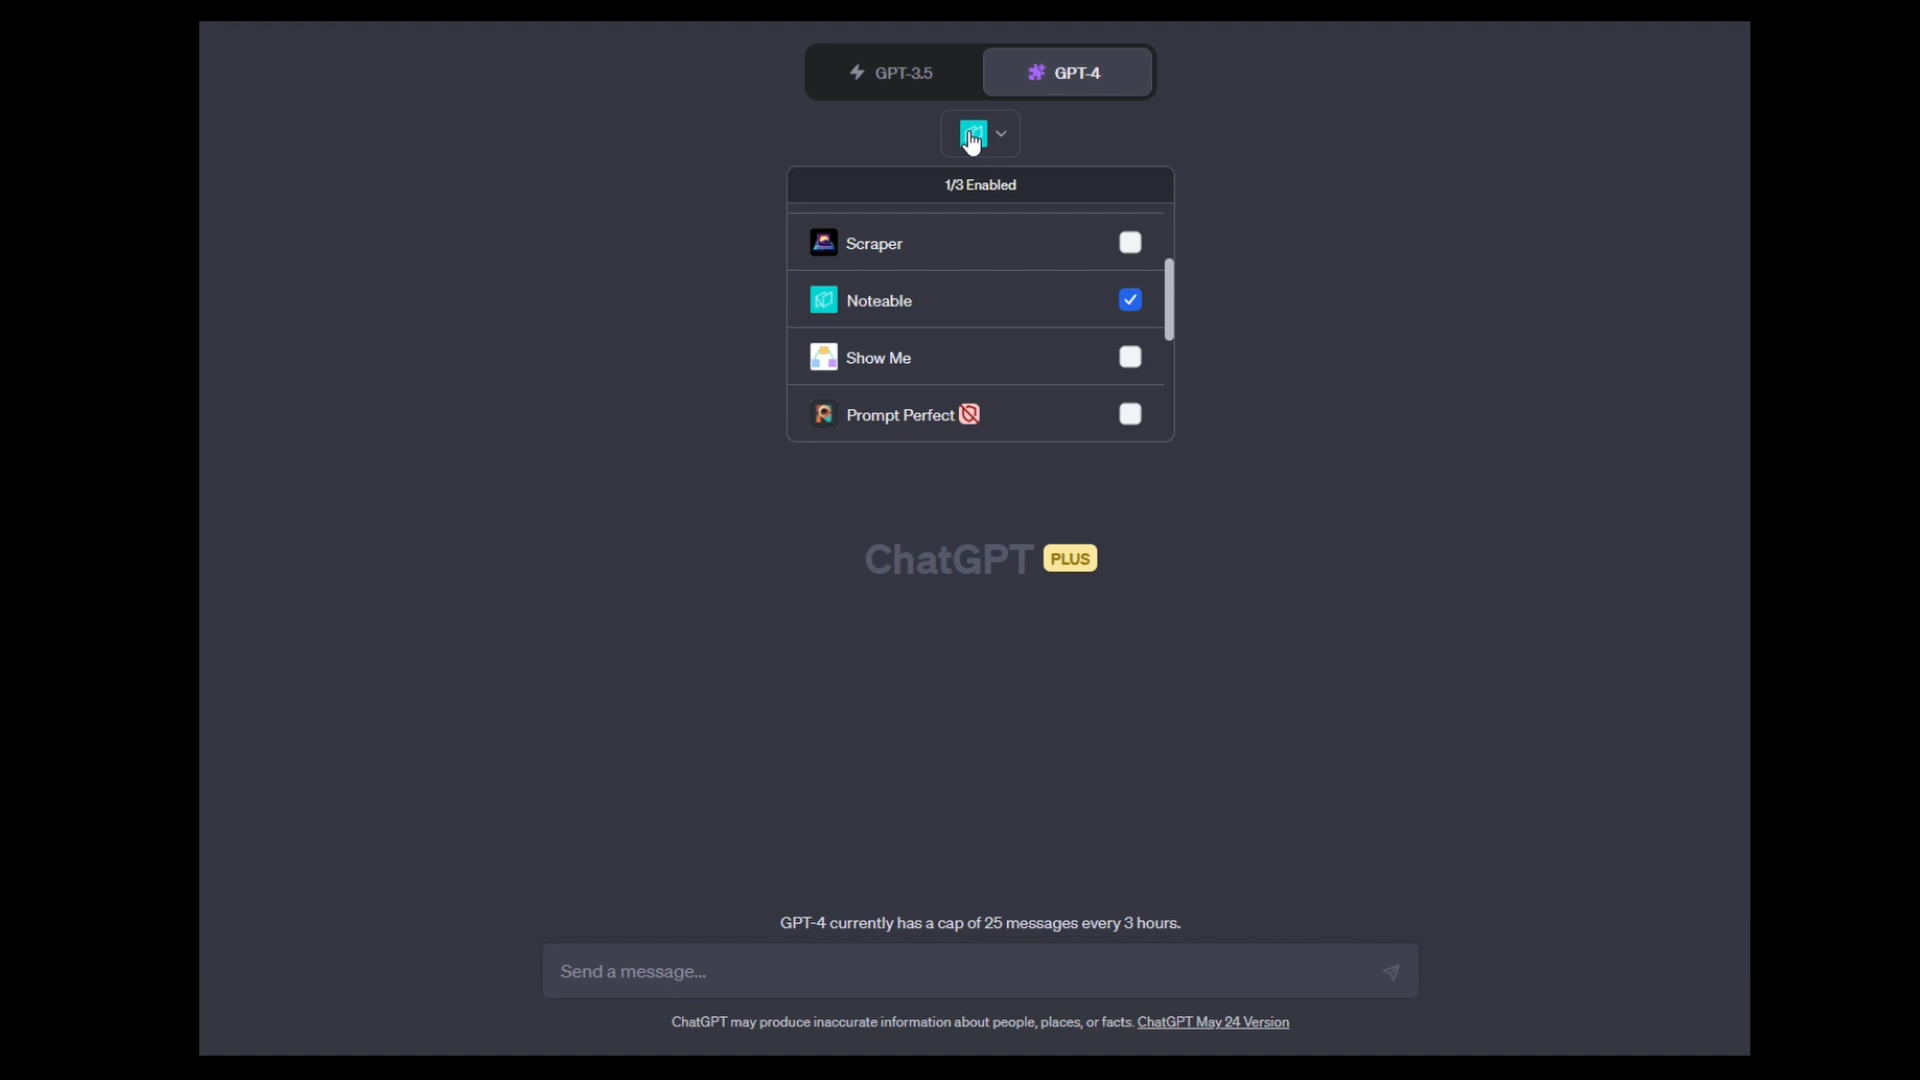 GPT-3.5
GPT-4
1/3 Enabled
Scraper
Noteable
Show Me
Prompt Perfect
ChatGPT PLUS
GPT-4 currently has a cap of 25 messages every 3 hours.
Send a message...
ChatGPT may produce inaccurate information about people, places, or facts. ChatGPT May 24 Version